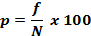 p = f/N x 100